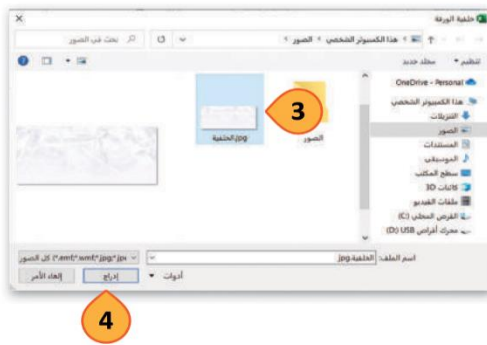 خلفية الورقة
هذا الكمبيوتر الشخصي
الصور
بحث في الصور
تنظيم
مجلد جديد
OneDrive - Personal
هذا الكمبيوتر الشخصي
التنزيلات
الصور
المستندات
الموسيقى
سطح المكتب
كائنات 3D
ملفات الفيديو
القرص المحلي (C:)
محرك أقراص USB (D:)
الصور
الخلفية.jpg
3
اسم الملف: الخلفية.jpg
كل الصور (*.emf;*.wmf;*.jpg;*.jpe
أدوات
إدراج
إلغاء الأمر
4